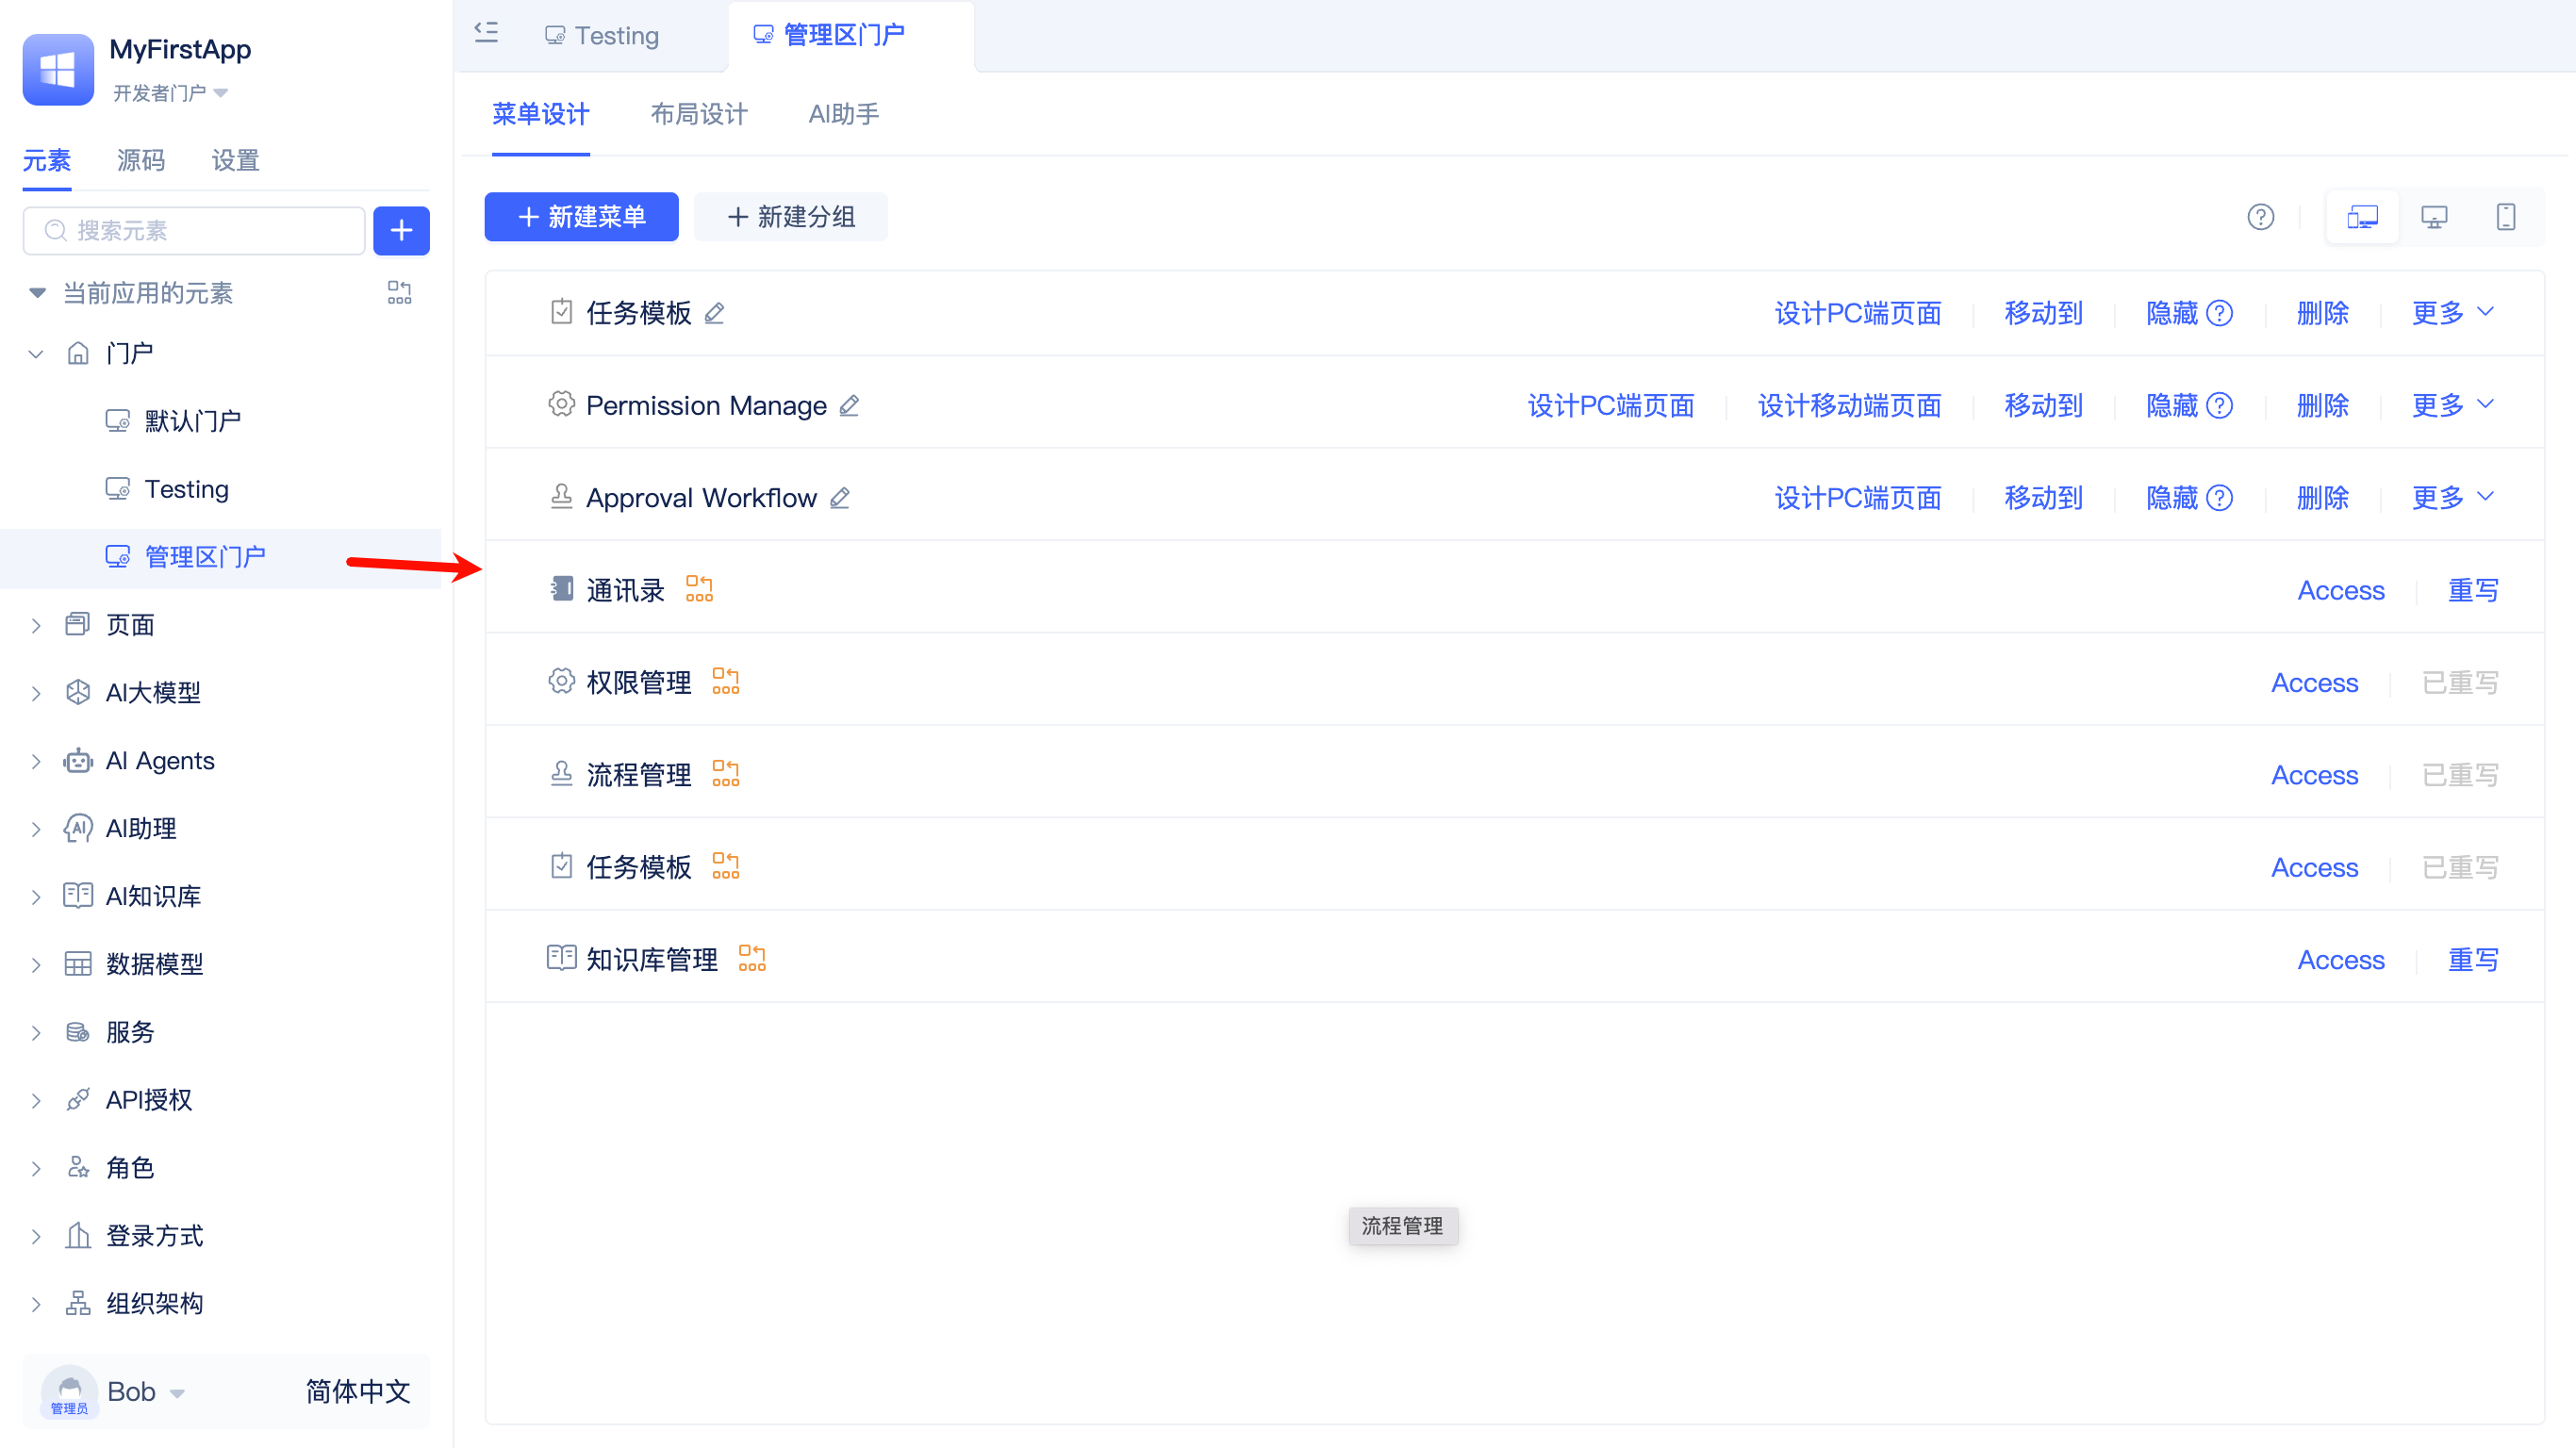 MyFirstApp
开发者门户
元素 源码 设置
搜索元素
当前应用的元素
门户
默认门户
Testing
管理区门户
页面
AI大模型
AI Agents
AI助理
AI知识库
数据模型
服务
API授权
角色
登录方式
组织架构
管理员
Bob 简体中文
Testing 管理区门户
菜单设计 布局设计 AI助手
新建菜单 新建分组
任务模板 设计PC端页面 移动到 隐藏 删除 更多
Permission Manage 设计PC端页面 设计移动端页面 移动到 隐藏 删除 更多
Approval Workflow 设计PC端页面 移动到 隐藏 删除 更多
通讯录 Access 重写
权限管理 Access 已重写
流程管理 Access 已重写
任务模板 Access 已重写
知识库管理 Access 重写
流程管理